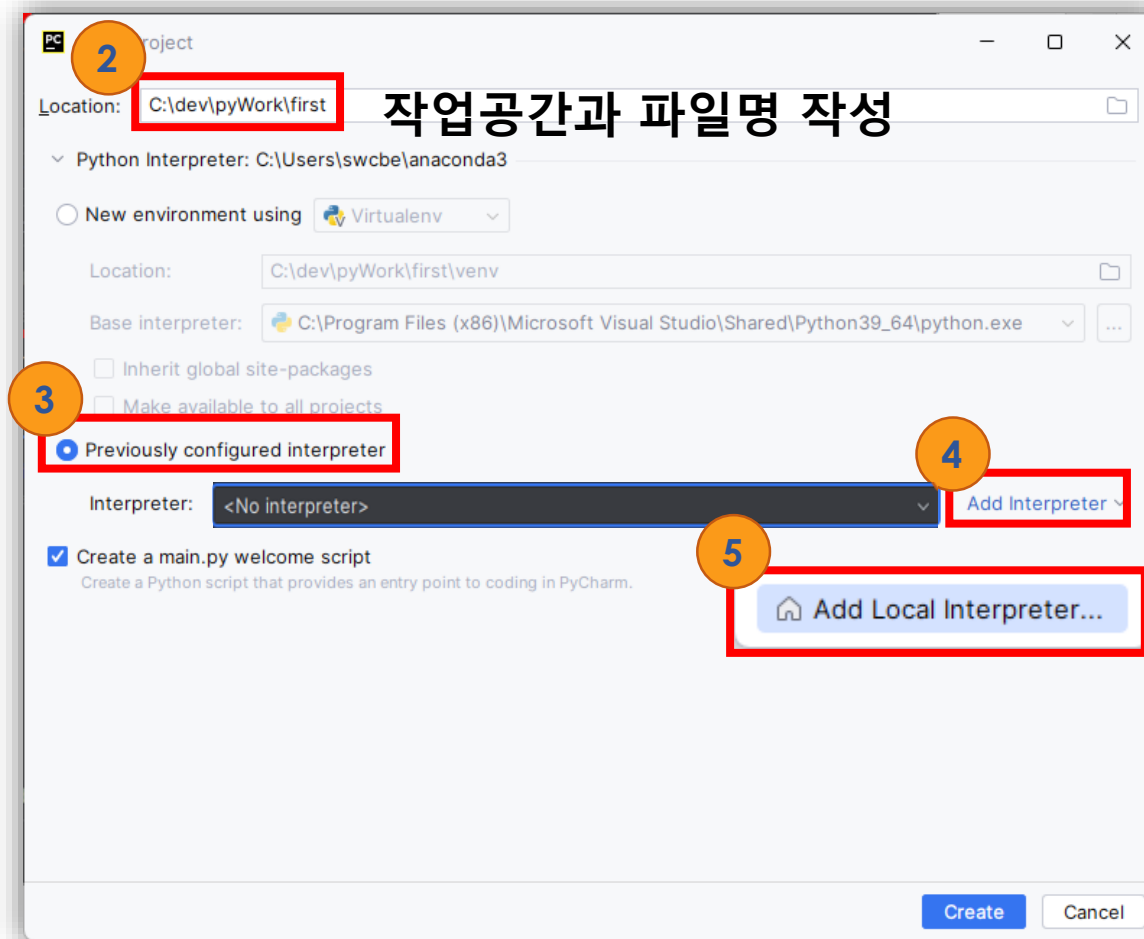 PC roject
2
Location: C:\dev\pyWork\first 작업공간과 파일명 작성
Python Interpreter: C:\Users\swcbe\anaconda3
New environment using Virtualenv
Location: C:\dev\pyWork\first\venv
Base interpreter: C:\Program Files (x86)\Microsoft Visual Studio\Shared\Python39_64\python.exe ...
Inherit global site-packages
3
Make available to all projects
Previously configured interpreter
4
Interpreter: <No interpreter> Add Interpreter
Create a main.py welcome script
5
Create a Python script that provides an entry point to coding in PyCharm.
Add Local Interpreter...
Create Cancel